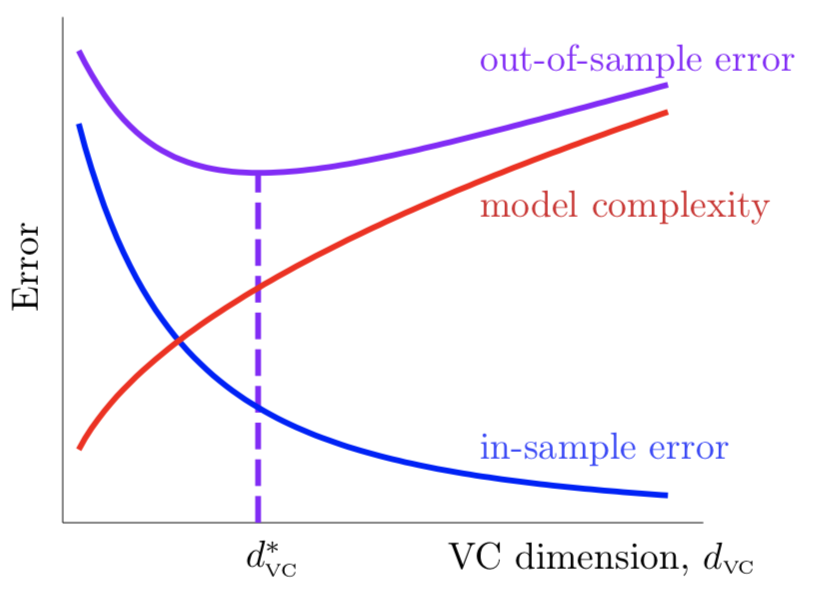 out-of-sample error
model complexity
Error
in-sample error
d*VC
VC dimension, dVC